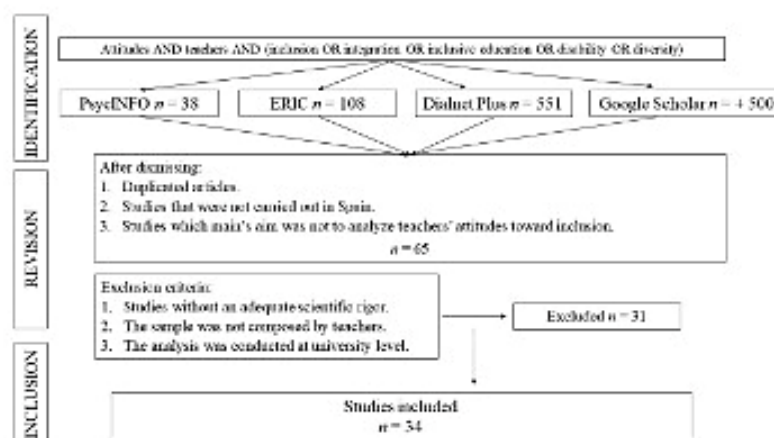 IDENTIFICATION
Attitudes AND teachers AND (inclusion OR integration OR inclusive education OR disability OR diversity)
PsycINFO n = 38
ERIC n = 108
Dialnet Plus n = 551
Google Scholar n = + 500
REVISION
After dismissing:
1. Duplicated articles.
2. Studies that were not carried out in Spain.
3. Studies which main's aim was not to analyze teachers' attitudes toward inclusion.
n = 65
Exclusion criteria:
1. Studies without an adequate scientific rigor.
2. The sample was not composed by teachers.
3. The analysis was conducted at university level.
Excluded n = 31
INCLUSION
Studies included
n = 34